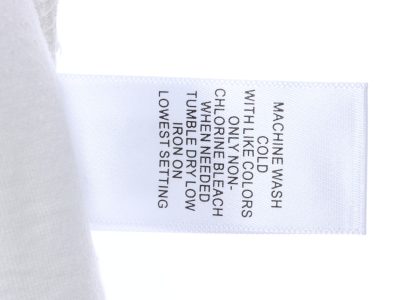 MACHINE WASH
COLD
WITH LIKE COLORS
ONLY NON-
CHLORINE BLEACH
WHEN NEEDED
TUMBLE DRY LOW
IRON ON
LOWEST SETTING